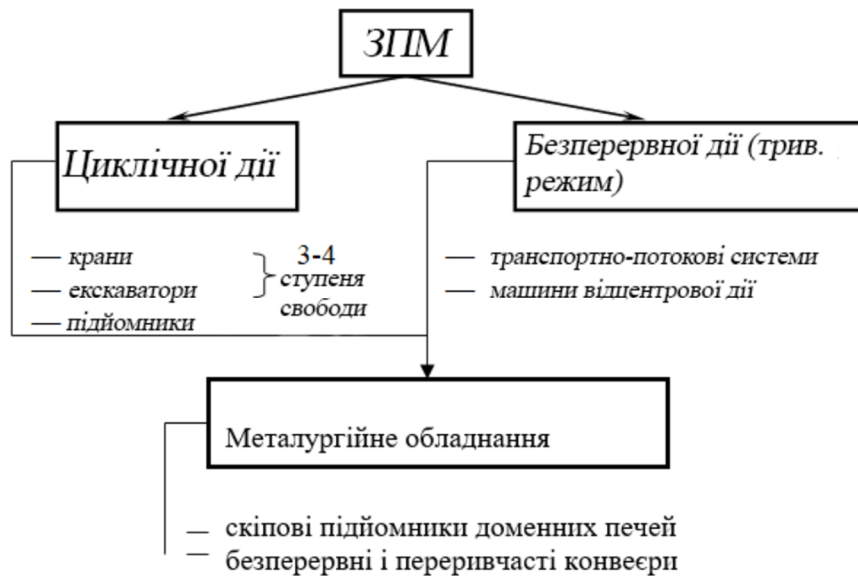 ЗПМ
Циклічної дії
Безперервної дії (трив.
режим)
— крани
— екскаватори
— підйомники
3-4
ступеня
свободи
— транспортно-потокові системи
— машини відцентрової дії
Металургійне обладнання
— скіпові підйомники доменних печей
— безперервні і переривчасті конвеєри